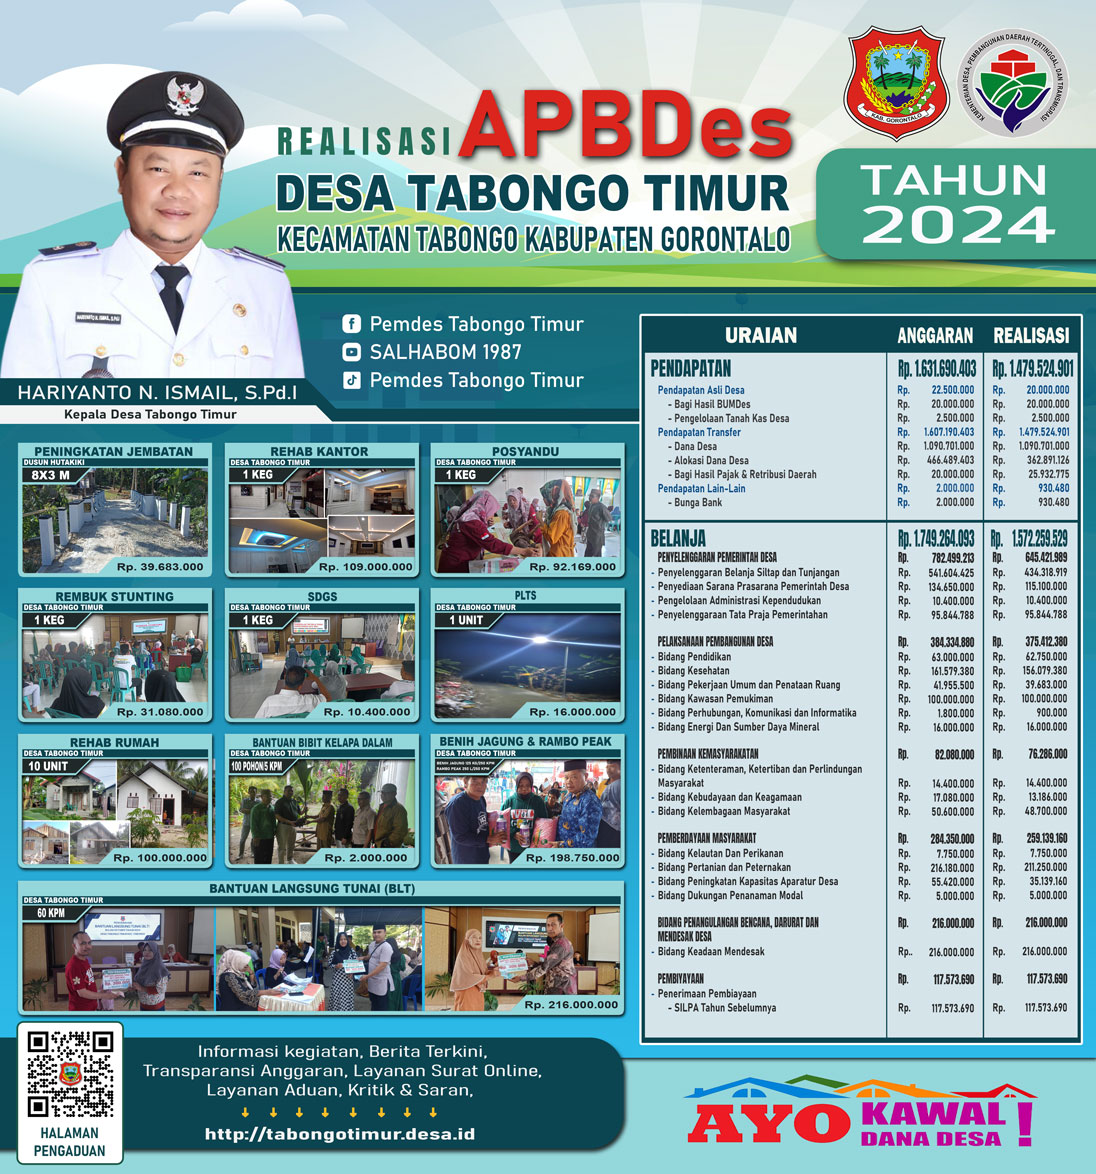 REALISASI APBDes
DESA TABONGO TIMUR
KECAMATAN TABONGO KABUPATEN GORONTALO
KAB. GORONTALO
KEMENTERIAN DESA, PEMBANGUNAN DAERAH TERTINGGAL, DAN TRANSMIGRASI
TAHUN
2024
HARIYANTO N. ISMAIL, S.Pd.I
Kepala Desa Tabongo Timur
Pemdes Tabongo Timur
SALHABOM 1987
Pemdes Tabongo Timur
PENINGKATAN JEMBATAN
DUSUN HUTAKIKI
8X3 M
Rp. 39.683.000
REHAB KANTOR
DESA TABONGO TIMUR
1 KEG
Rp. 109.000.000
POSYANDU
DESA TABONGO TIMUR
1 KEG
Rp. 92.169.000
REMBUK STUNTING
DESA TABONGO TIMUR
1 KEG
Rp. 31.080.000
SDGS
DESA TABONGO TIMUR
1 KEG
Rp. 10.400.000
PLTS
DESA TABONGO TIMUR
1 UNIT
Rp. 16.000.000
REHAB RUMAH
DESA TABONGO TIMUR
10 UNIT
Rp. 100.000.000
BANTUAN BIBIT KELAPA DALAM
DESA TABONGO TIMUR
100 POHON/5 KPM
Rp. 2.000.000
BENIH JAGUNG & RAMBO PEAK
DESA TABONGO TIMUR
Rp. 198.750.000
BANTUAN LANGSUNG TUNAI (BLT)
DESA TABONGO TIMUR
60 KPM
Rp. 216.000.000
URAIAN ANGGARAN REALISASI
PENDAPATAN Rp. 1.631.690.403 Rp. 1.479.524.901
Pendapatan Asli Desa Rp. 22.500.000 Rp. 20.000.000
- Bagi Hasil BUMDes Rp. 20.000.000 Rp. 20.000.000
- Pengelolaan Tanah Kas Desa Rp. 2.500.000 Rp. 2.500.000
Pendapatan Transfer Rp. 1.607.190.403 Rp. 1.479.524.901
- Dana Desa Rp. 1.090.701.000 Rp. 1.090.701.000
- Alokasi Dana Desa Rp. 466.489.403 Rp. 362.891.126
- Bagi Hasil Pajak & Retribusi Daerah Rp. 20.000.000 Rp. 25.932.775
Pendapatan Lain-Lain Rp. 2.000.000 Rp. 930.480
- Bunga Bank Rp. 2.000.000 Rp. 930.480
BELANJA Rp. 1.749.264.093 Rp. 1.572.259.529
PENYELENGGARAN PEMERINTAH DESA Rp. 782.499.213 Rp. 645.421.989
- Penyelenggaran Belanja Siltap dan Tunjangan Rp. 541.604.425 Rp. 434.318.919
- Penyediaan Sarana Prasarana Pemerintah Desa Rp. 134.650.000 Rp. 115.100.000
- Pengelolaan Administrasi Kependudukan Rp. 10.400.000 Rp. 10.400.000
- Penyelenggaraan Tata Praja Pemerintahan Rp. 95.844.788 Rp. 95.844.788
PELAKSANAAN PEMBANGUNAN DESA Rp. 384.334.880 Rp. 375.412.380
- Bidang Pendidikan Rp. 63.000.000 Rp. 62.750.000
- Bidang Kesehatan Rp. 161.579.380 Rp. 156.079.380
- Bidang Pekerjaan Umum dan Penataan Ruang Rp. 41.955.500 Rp. 39.683.000
- Bidang Kawasan Pemukiman Rp. 100.000.000 Rp. 100.000.000
- Bidang Perhubungan, Komunikasi dan Informatika Rp. 1.800.000 Rp. 900.000
- Bidang Energi Dan Sumber Daya Mineral Rp. 16.000.000 Rp. 16.000.000
PEMBINAAN KEMASYARAKATAN Rp. 82.080.000 Rp. 76.286.000
- Bidang Ketenteraman, Ketertiban dan Perlindungan
Masyarakat Rp. 14.400.000 Rp. 14.400.000
- Bidang Kebudayaan dan Keagamaan Rp. 17.080.000 Rp. 13.186.000
- Bidang Kelembagaan Masyarakat Rp. 50.600.000 Rp. 48.700.000
PEMBERDAYAAN MASYARAKAT Rp. 284.350.000 Rp. 259.139.160
- Bidang Kelautan Dan Perikanan Rp. 7.750.000 Rp. 7.750.000
- Bidang Pertanian dan Peternakan Rp. 216.180.000 Rp. 211.250.000
- Bidang Peningkatan Kapasitas Aparatur Desa Rp. 55.420.000 Rp. 35.139.160
- Bidang Dukungan Penanaman Modal Rp. 5.000.000 Rp. 5.000.000
BIDANG PENANGULANGAN BENCANA, DARURAT DAN
MENDESAK DESA Rp. 216.000.000 Rp. 216.000.000
- Bidang Keadaan Mendesak Rp.. 216.000.000 Rp. 216.000.000
PEMBIYAYAAN Rp. 117.573.690 Rp. 117.573.690
- Penerimaan Pembiayaan
- SILPA Tahun Sebelumnya Rp. 117.573.690 Rp. 117.573.690
HALAMAN
PENGADUAN
Informasi kegiatan, Berita Terkini,
Transparansi Anggaran, Layanan Surat Online,
Layanan Aduan, Kritik & Saran,
http://tabongotimur.desa.id
AYO KAWAL
DANA DESA !